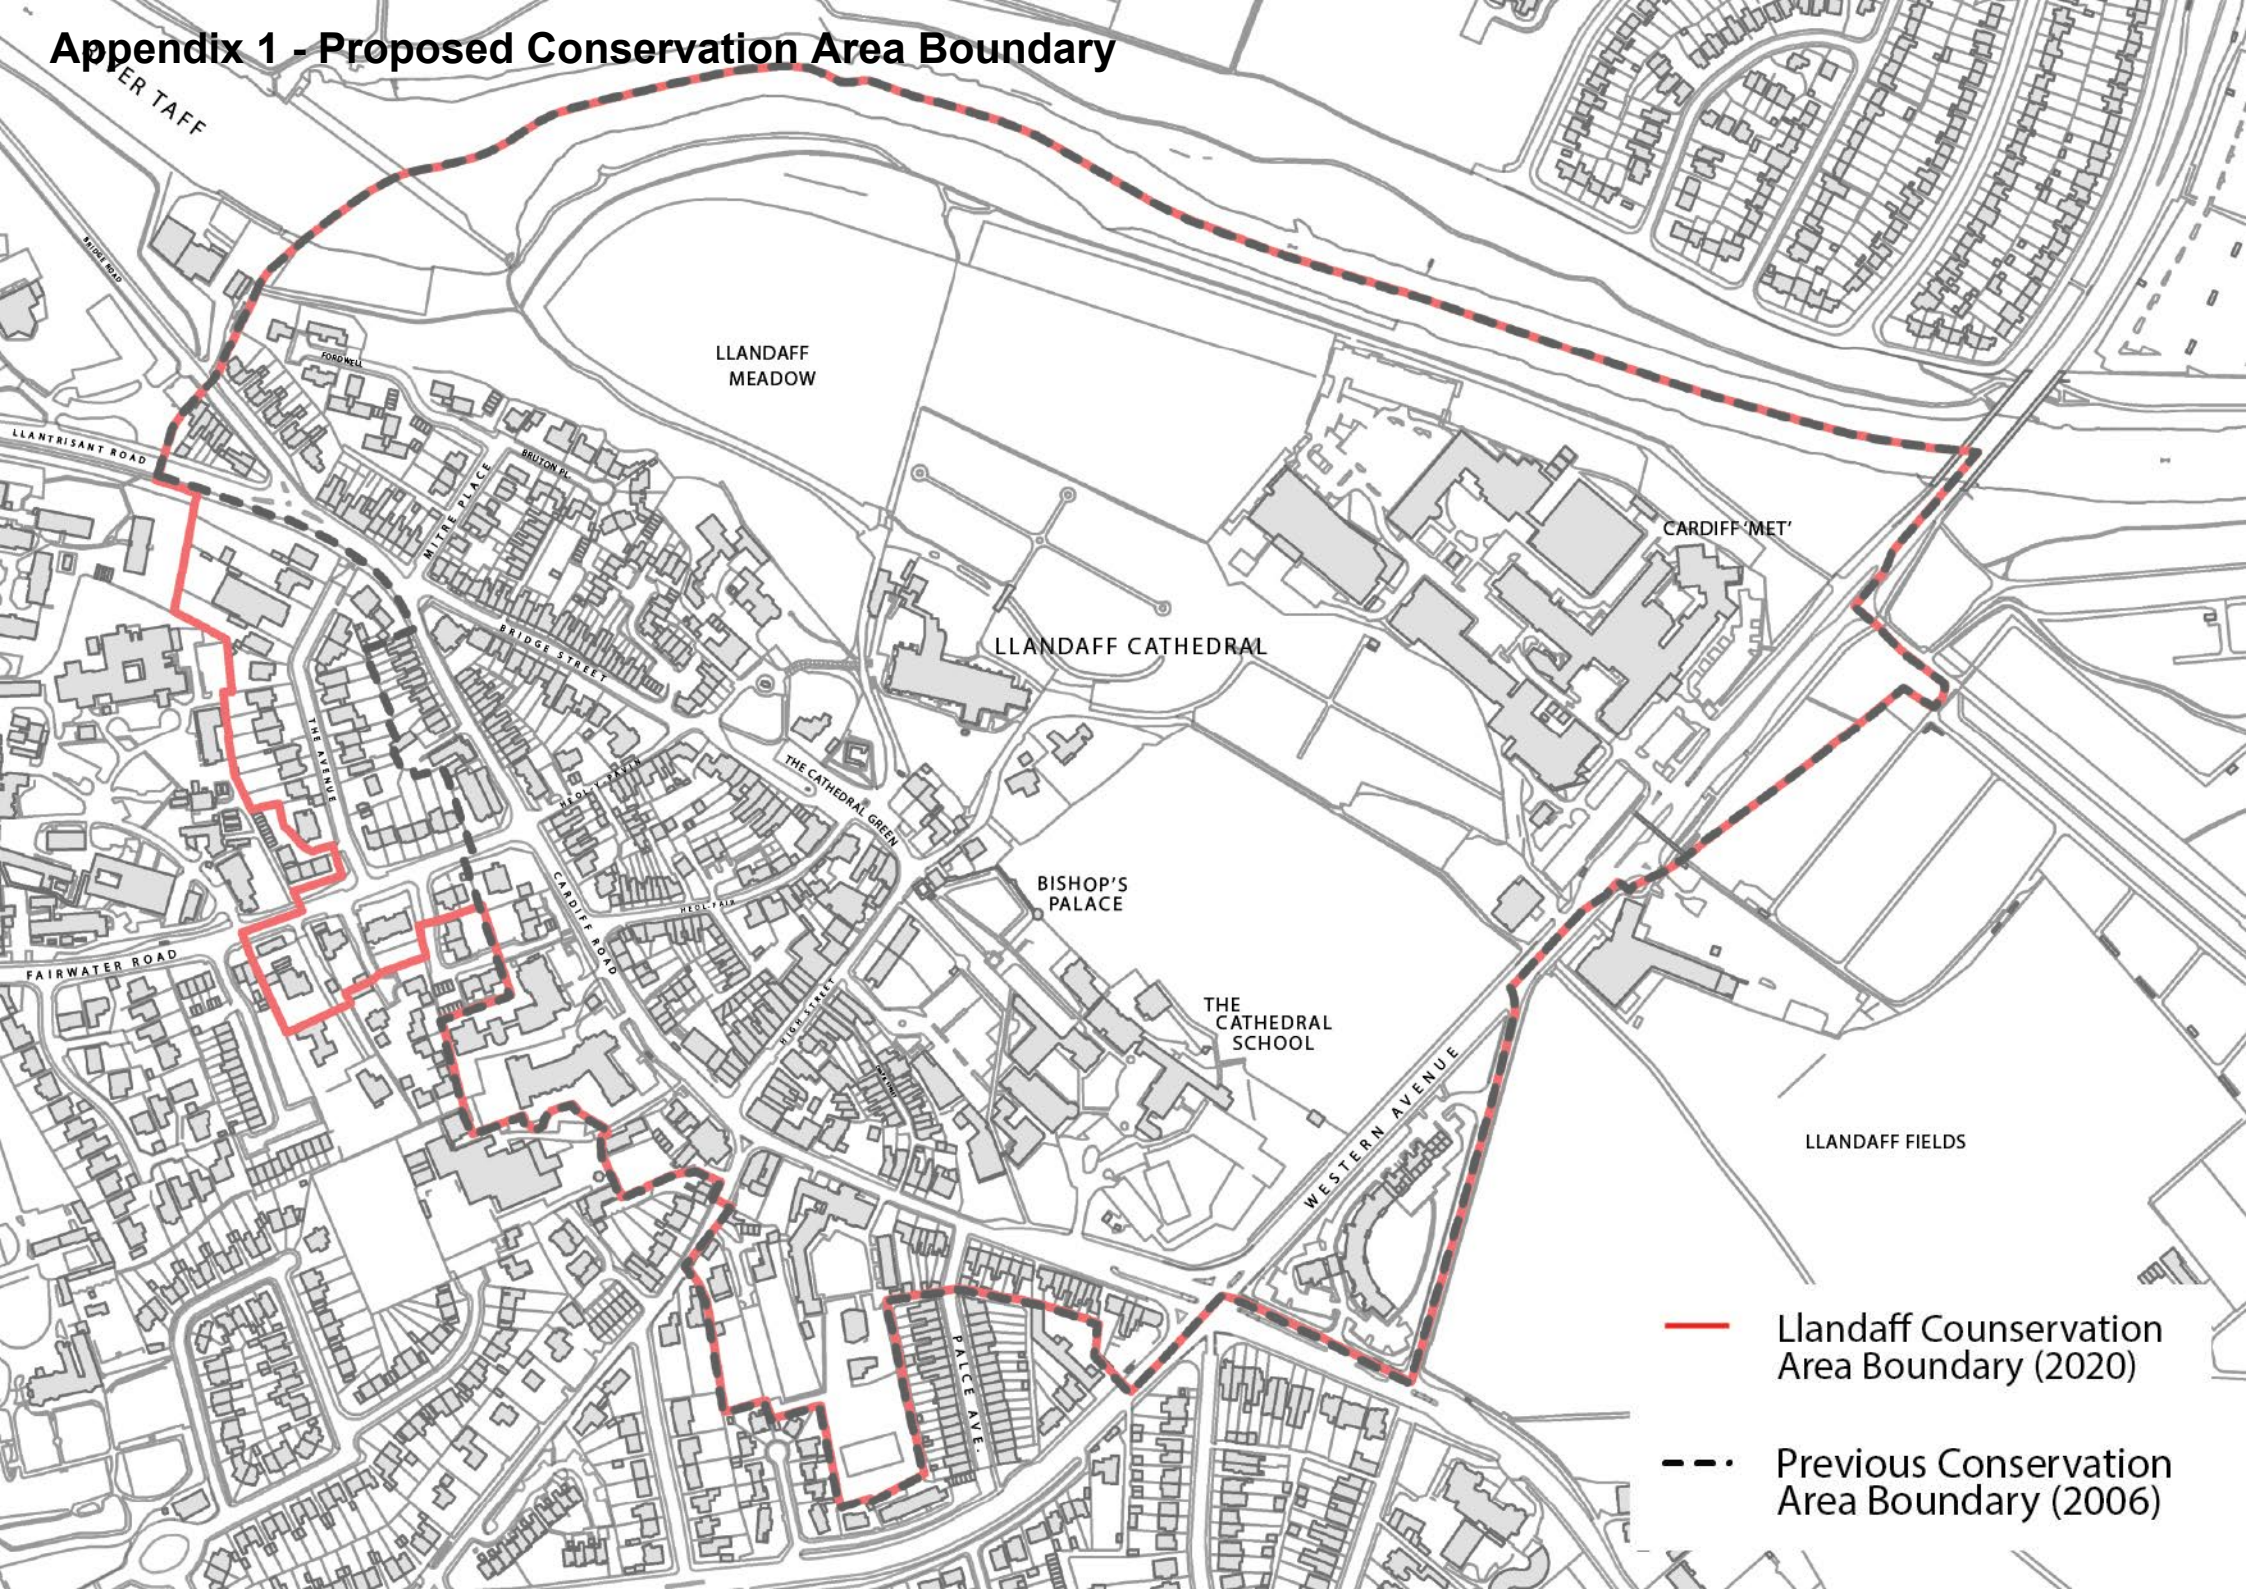 Appendix 1 - Proposed Conservation Area Boundary
RIVER TAFF
BRIDGE ROAD
FORDWELL
LLANDAFF
MEADOW
LLANTRISANT ROAD
BRUTON PL.
MITRE PLACE
CARDIFF 'MET'
BRIDGE STREET
LLANDAFF CATHEDRAL
THE AVENUE
HEOL-Y-PAVIN
THE CATHEDRAL GREEN
CARDIFF ROAD
HEOL-FAIR
BISHOP'S
PALACE
FAIRWATER ROAD
HIGH STREET
THE
CATHEDRAL
SCHOOL
WESTERN AVENUE
LLANDAFF FIELDS
PALCE AVE.
Llandaff Counservation
Area Boundary (2020)
Previous Conservation
Area Boundary (2006)